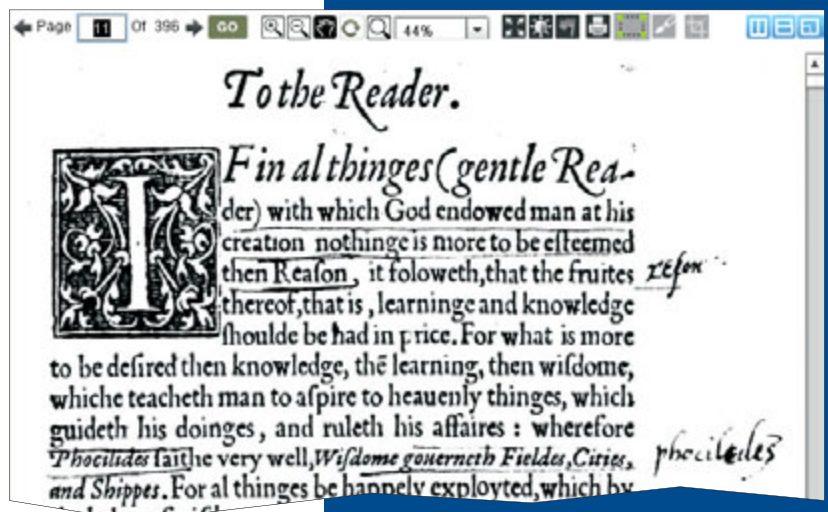 Page 11 Of 396 GO 44%
To the Reader.
IF in al thinges (gentle Rea-
der) with which God endowed man at his
creation nothinge is more to be eſteemed
then Reaſon, it foloweth, that the fruites
reſon
thereof, that is, learninge and knowledge
ſhoulde be had in price. For what is more
to be deſired then knowledge, thē learning, then wiſdome,
whiche teacheth man to aſpire to heauenly thinges, which
guideth his doinges, and ruleth his affaires : wherefore
Phocilides ſaithe very well, Wiſdome gouerneth Fieldes, Cities,
phocilides
and Shippes. For al thinges be happely exployted, which by